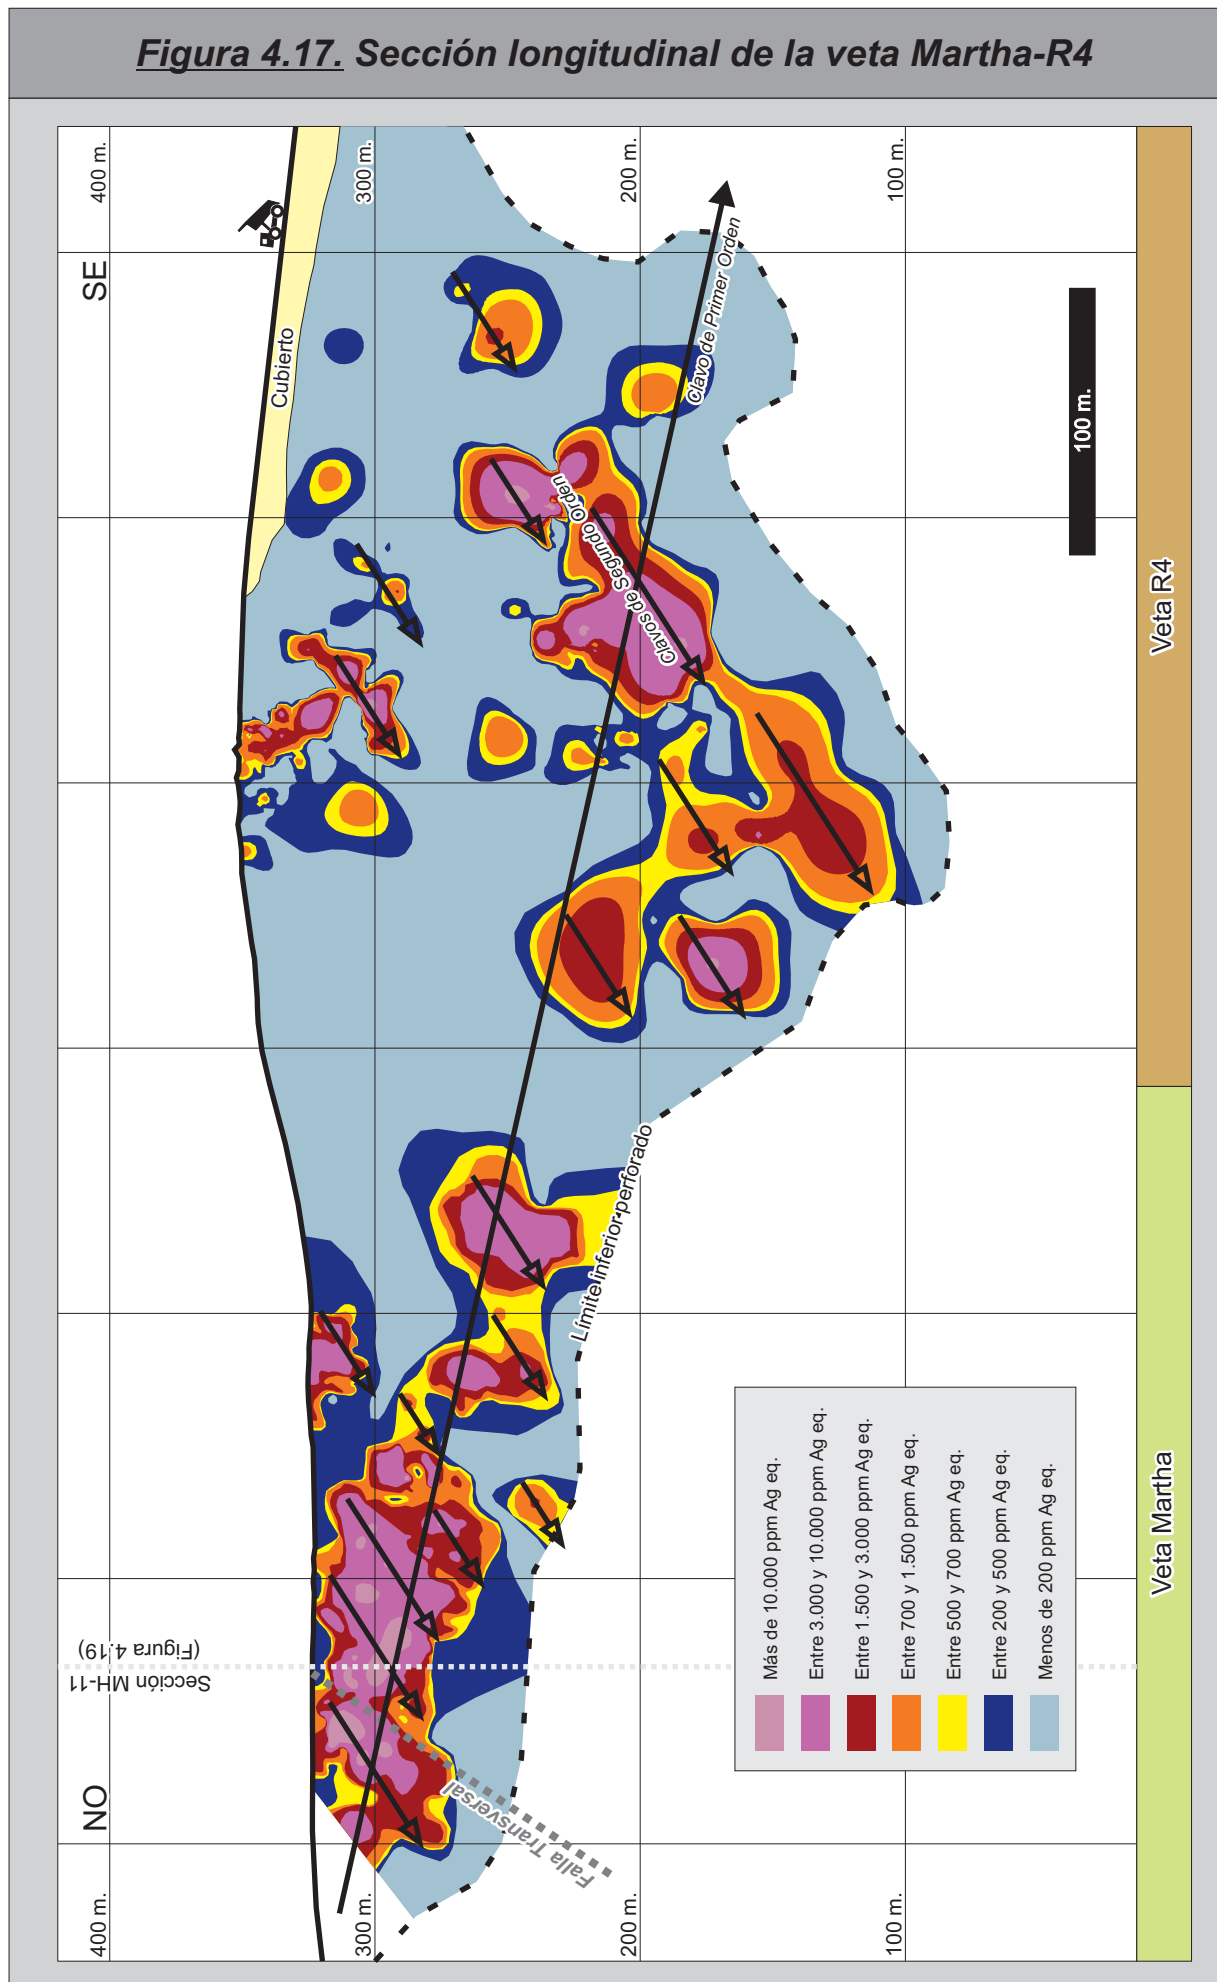 Figura 4.17. Sección longitudinal de la veta Martha-R4
NO
SE
400 m.
400 m.
300 m.
300 m.
200 m.
200 m.
100 m.
100 m.
Sección MH-11
(Figura 4.19)
Cubierto
Clavo de Primer Orden
Clavos de Segundo Orden
Límite inferior perforado
Falla Transversal
Más de 10.000 ppm Ag eq.
Entre 3.000 y 10.000 ppm Ag eq.
Entre 1.500 y 3.000 ppm Ag eq.
Entre 700 y 1.500 ppm Ag eq.
Entre 500 y 700 ppm Ag eq.
Entre 200 y 500 ppm Ag eq.
Menos de 200 ppm Ag eq.
100 m.
Veta Martha
Veta R4